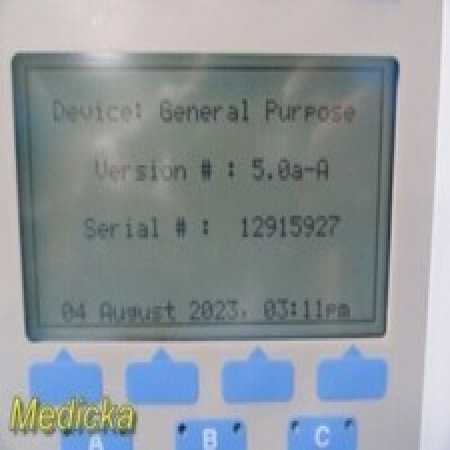 Device: General Purpose
Version # : 5.0a-A
Serial # : 12915927
04 August 2023, 03:11pm
Medicka
A B C